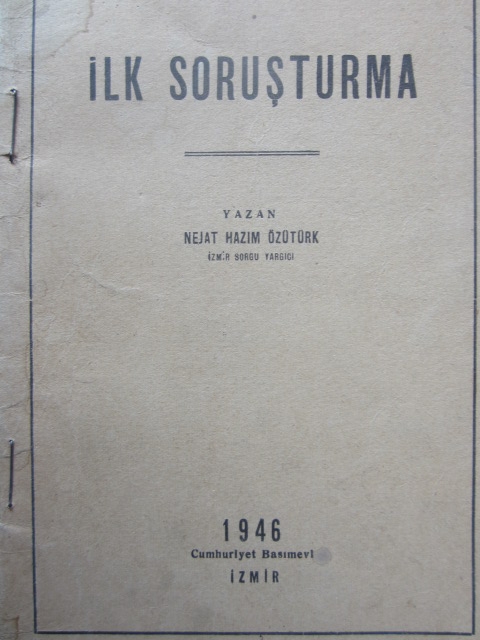 İLK SORUŞTURMA
YAZAN
NEJAT HAZIM ÖZÜTÜRK
İZMİR SORGU YARGICI
1946
Cumhuriyet Basımevi
İZMİR